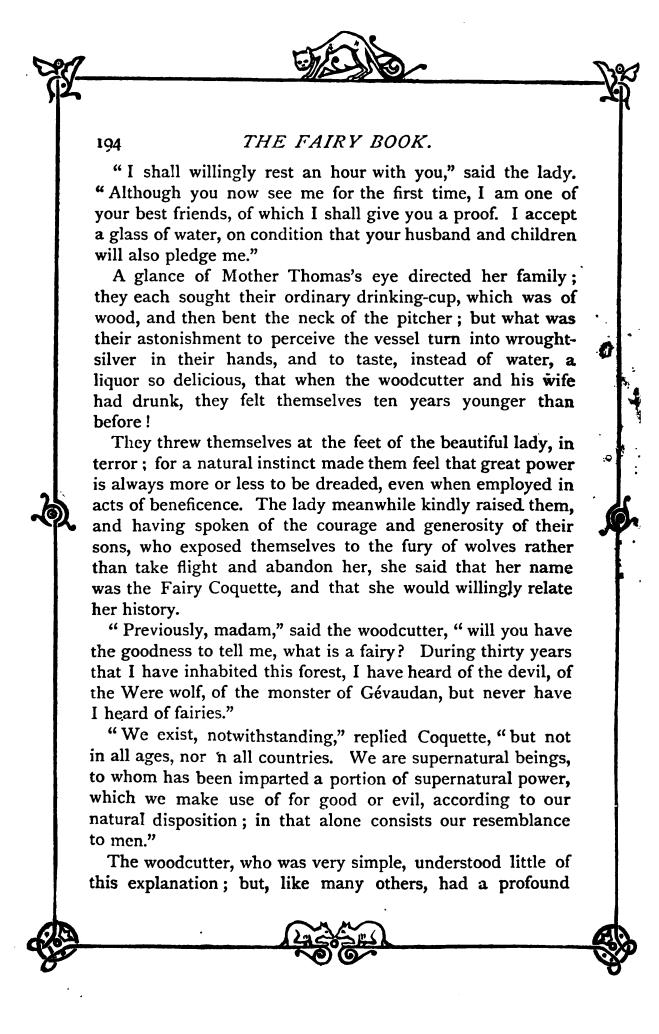 194 THE FAIRY BOOK.
“ I shall willingly rest an hour with you,” said the lady.
“ Although you now see me for the first time, I am one of
your best friends, of which I shall give you a proof. I accept
a glass of water, on condition that your husband and children
will also pledge me.”
A glance of Mother Thomas’s eye directed her family ;
they each sought their ordinary drinking-cup, which was of
wood, and then bent the neck of the pitcher ; but what was
their astonishment to perceive the vessel turn into wrought-
silver in their hands, and to taste, instead of water, a
liquor so delicious, that when the woodcutter and his wife
had drunk, they felt themselves ten years younger than
before !
They threw themselves at the feet of the beautiful lady, in
terror ; for a natural instinct made them feel that great power
is always more or less to be dreaded, even when employed in
acts of beneficence. The lady meanwhile kindly raised them,
and having spoken of the courage and generosity of their
sons, who exposed themselves to the fury of wolves rather
than take flight and abandon her, she said that her name
was the Fairy Coquette, and that she would willingly relate
her history.
“ Previously, madam,” said the woodcutter, “ will you have
the goodness to tell me, what is a fairy? During thirty years
that I have inhabited this forest, I have heard of the devil, of
the Were wolf, of the monster of Gévaudan, but never have
I heard of fairies.”
“ We exist, notwithstanding,” replied Coquette, “ but not
in all ages, nor 'n all countries. We are supernatural beings,
to whom has been imparted a portion of supernatural power,
which we make use of for good or evil, according to our
natural disposition ; in that alone consists our resemblance
to men.”
The woodcutter, who was very simple, understood little of
this explanation ; but, like many others, had a profound